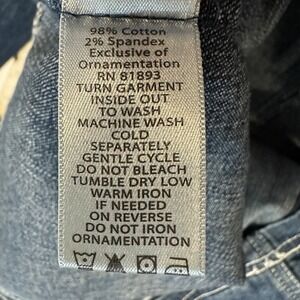 98% Cotton
2% Spandex
Exclusive of
Ornamentation
RN 81893
TURN GARMENT
INSIDE OUT
TO WASH
MACHINE WASH
COLD
SEPARATELY
GENTLE CYCLE
DO NOT BLEACH
TUMBLE DRY LOW
WARM IRON
IF NEEDED
ON REVERSE
DO NOT IRON
ORNAMENTATION